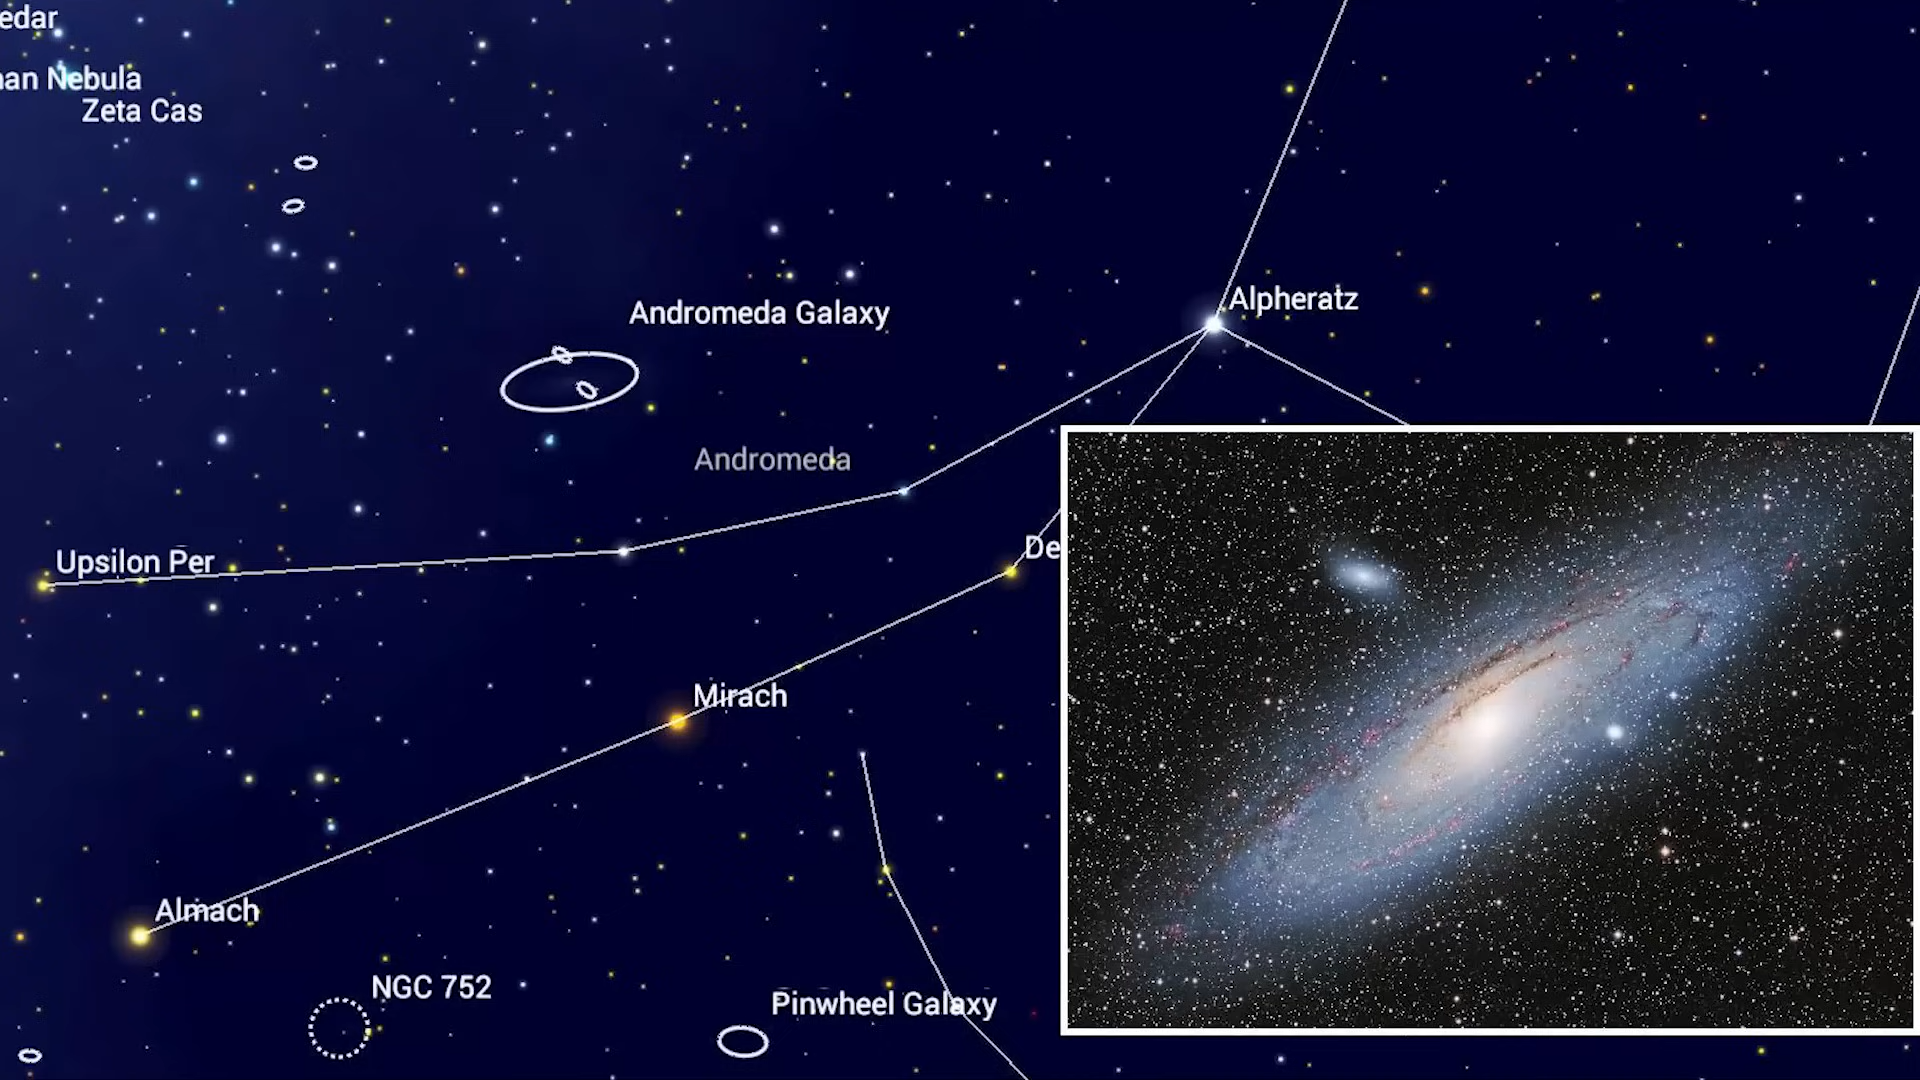 edar
an Nebula
Zeta Cas
Andromeda Galaxy
Alpheratz
Andromeda
Upsilon Per
De
Mirach
Almach
NGC 752
Pinwheel Galaxy